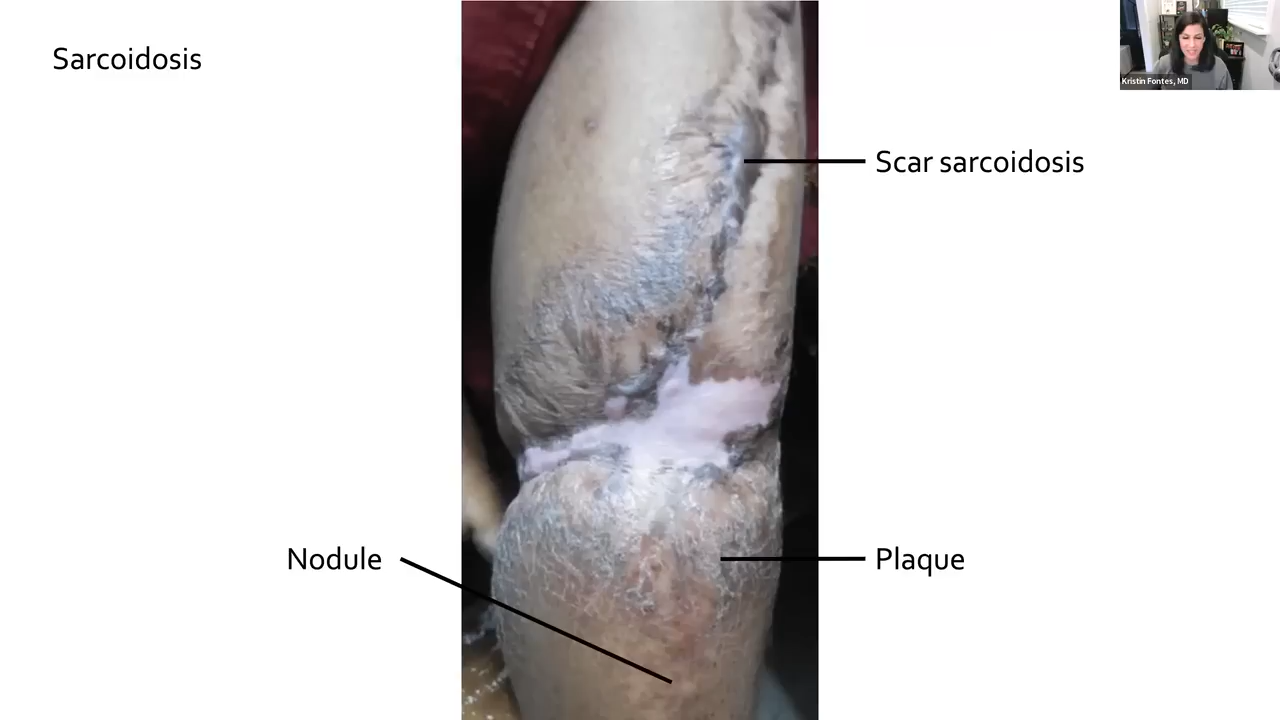 Sarcoidosis
Kristin Fontes, MD
Scar sarcoidosis
Nodule
Plaque